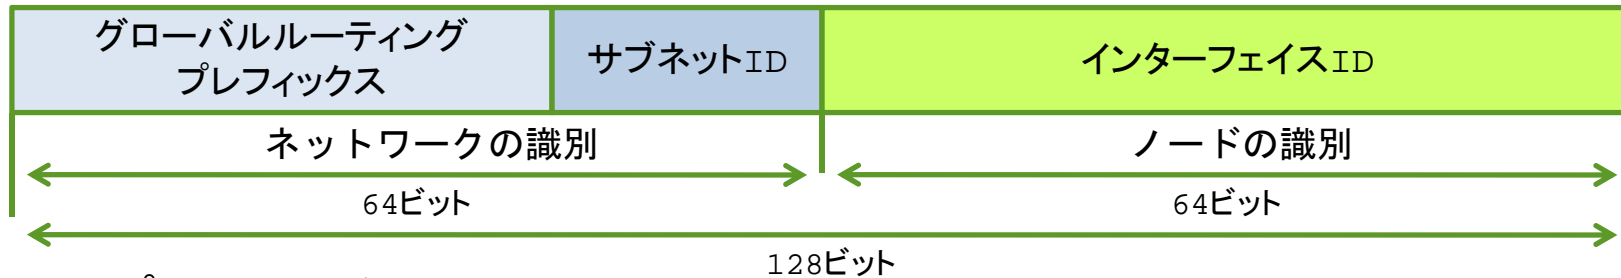 グローバルルーティング
プレフィックス
サブネットID
インターフェイスID
ネットワークの識別
ノードの識別
64ビット
64ビット
128ビット